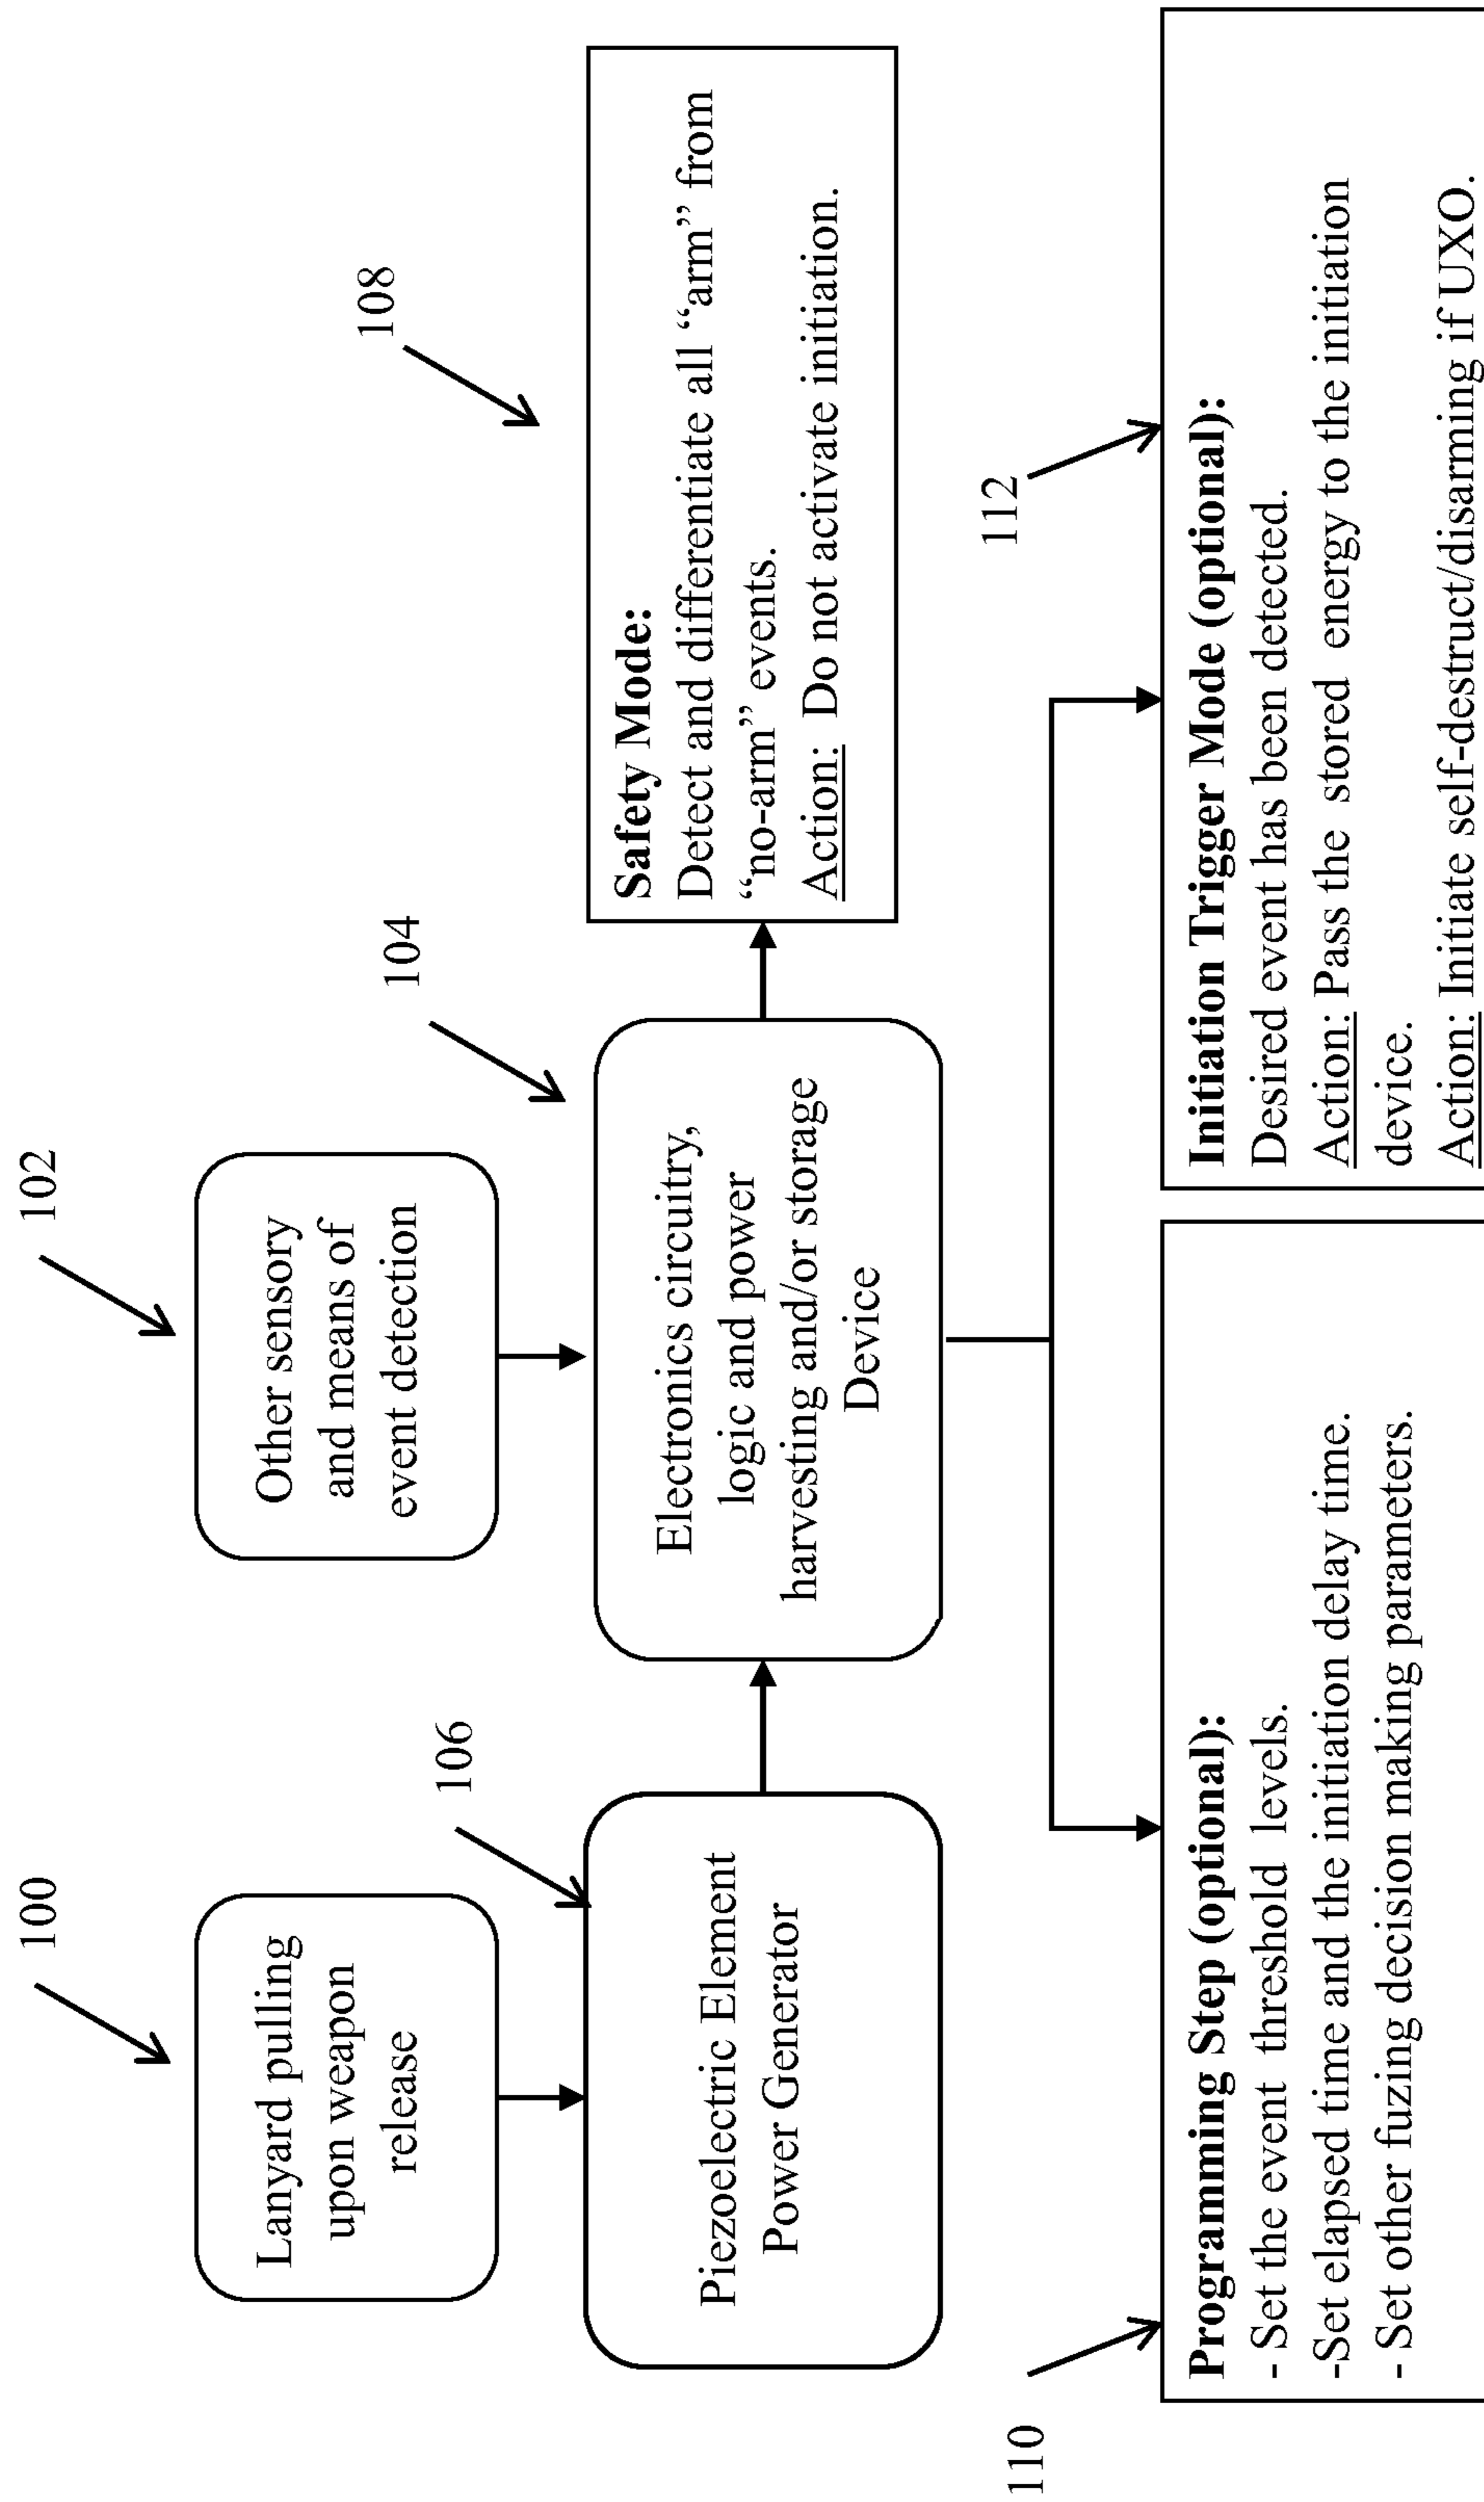 100
Lanyard pulling
upon weapon
release
102
Other sensory
and means of
event detection
106
Piezoelectric Element
Power Generator
104
Electronics circuitry,
logic and power
harvesting and/or storage
Device
108
Safety Mode:
Detect and differentiate all “arm” from
“no-arm” events.
Action: Do not activate initiation.
110
Programming Step (optional):
- Set the event threshold levels.
-Set elapsed time and the initiation delay time.
- Set other fuzing decision making parameters.
112
Initiation Trigger Mode (optional):
Desired event has been detected.
Action: Pass the stored energy to the initiation
device.
Action: Initiate self-destruct/disarming if UXO.